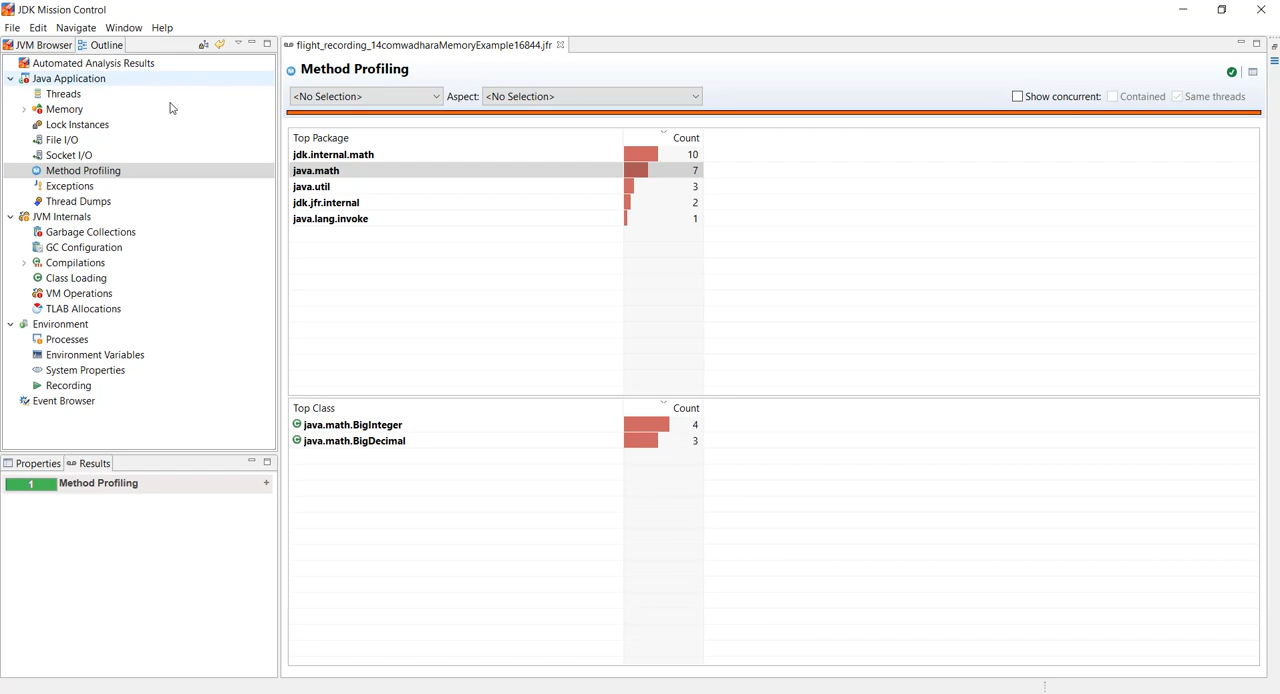 JDK Mission Control
File Edit Navigate Window Help
JVM Browser Outline
Automated Analysis Results
Java Application
Threads
Memory
Lock Instances
File I/O
Socket I/O
Method Profiling
Exceptions
Thread Dumps
JVM Internals
Garbage Collections
GC Configuration
Compilations
Class Loading
VM Operations
TLAB Allocations
Environment
Processes
Environment Variables
System Properties
Recording
Event Browser
Properties Results
1 Method Profiling +
flight_recording_14comwadharaMemoryExample16844.jfr
Method Profiling
<No Selection> Aspect: <No Selection> Show concurrent: Contained Same threads
Top Package Count
jdk.internal.math 10
java.math 7
java.util 3
jdk.jfr.internal 2
java.lang.invoke 1
Top Class Count
java.math.BigInteger 4
java.math.BigDecimal 3